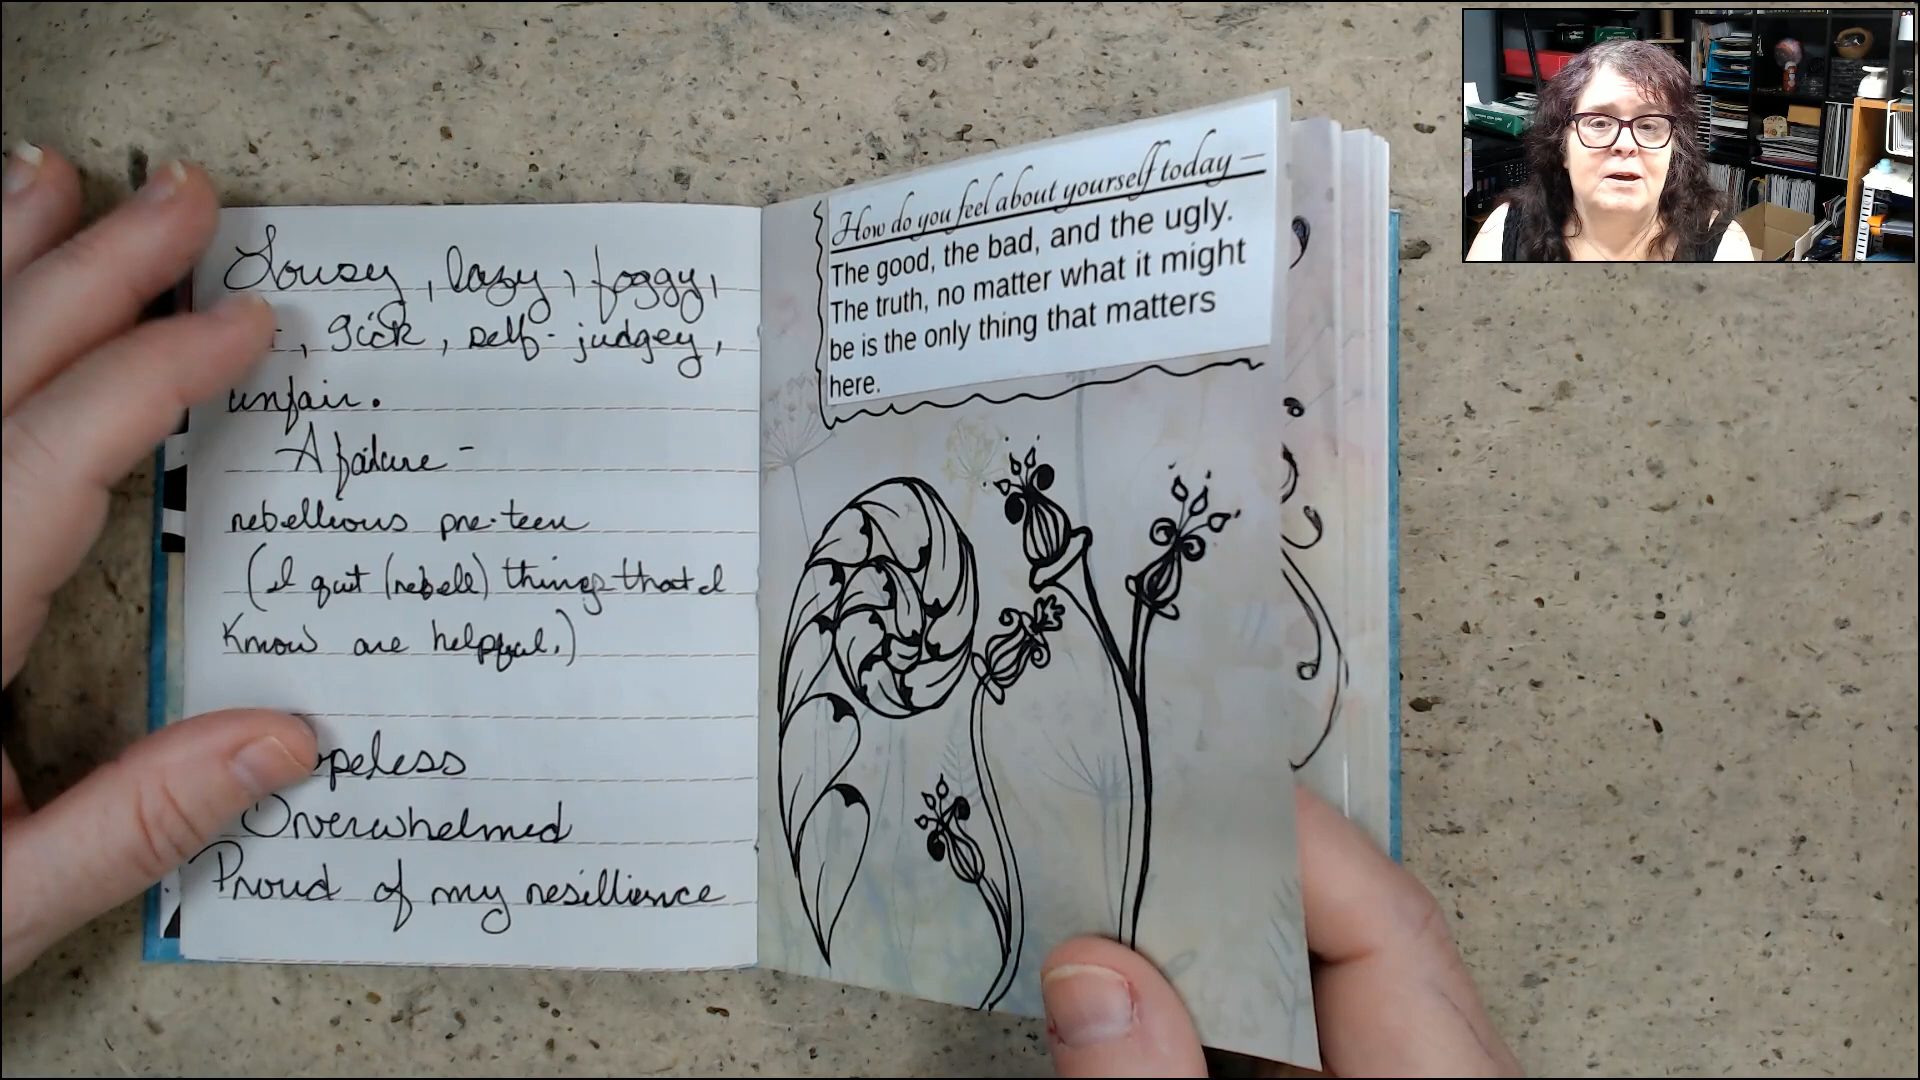 Lousy, lazy, foggy,
, sick, self-judgey,
unfair.
A failure -
rebellious pre-teen
(I quit (rebell) things that I
know are helpful.)
opeless
Overwhelmed
Proud of my resillience
How do you feel about yourself today —
The good, the bad, and the ugly.
The truth, no matter what it might
be is the only thing that matters
here.